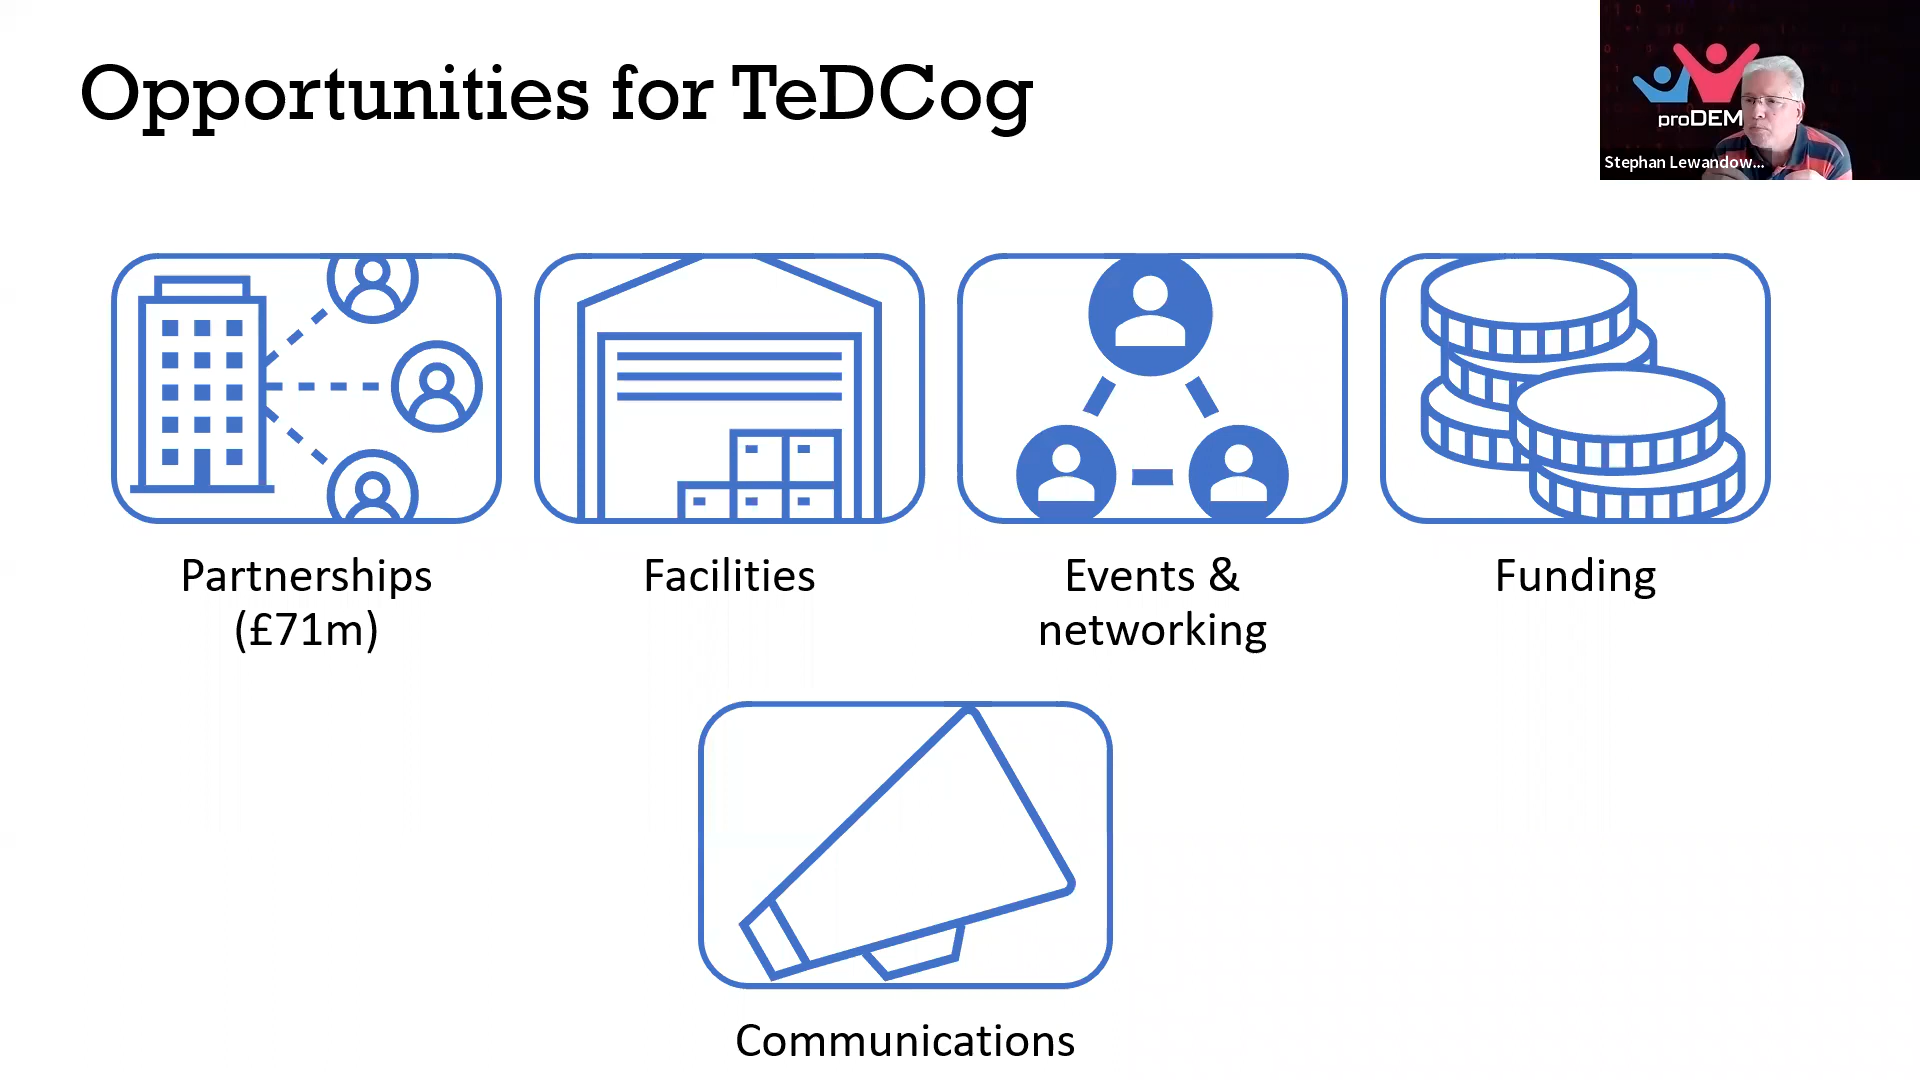 Opportunities for TeDCog
proDEM
Stephan Lewandow...
Partnerships
(£71m)
Facilities
Events &
networking
Funding
Communications